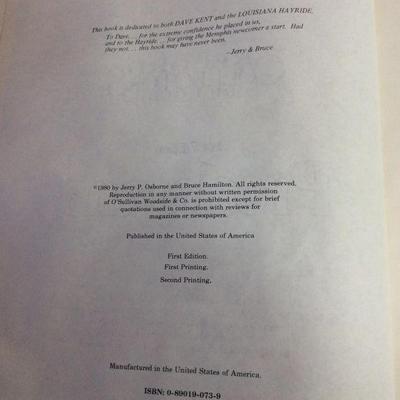 This book is dedicated to both DAVE KENT and the LOUISIANA HAYRIDE,
To Dave. . . for the extreme confidence he placed in us,
and to the Hayride. . . for giving the Memphis newcomer a start. Had
they not. . . this book may have never been.
--Jerry & Bruce
©1980 by Jerry P. Osborne and Bruce Hamilton. All rights reserved.
Reproduction in any manner without written permission
of O'Sullivan Woodside & Co. is prohibited except for brief
quotations used in connection with reviews for
magazines or newspapers.
Published in the United States of America
First Edition.
First Printing.
Second Printing,
Manufactured in the United States of America.
ISBN: 0-89019-073-9